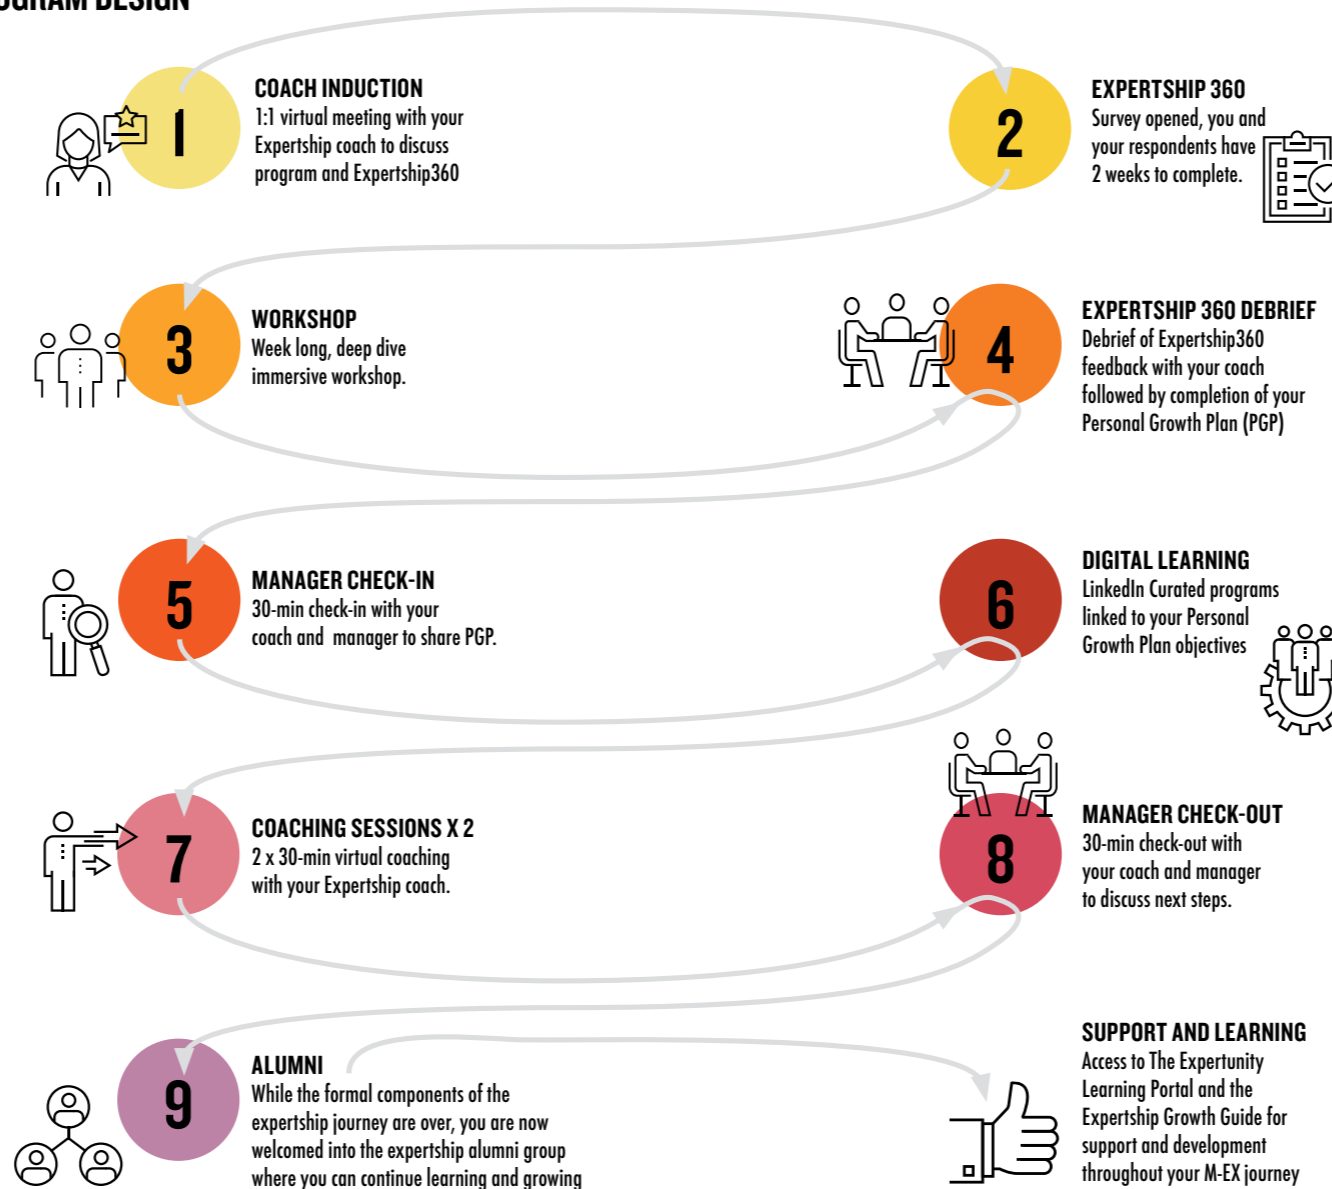 PROGRAM DESIGN
1
COACH INDUCTION
1:1 virtual meeting with your
Expertship coach to discuss
program and Expertship360
2
EXPERTSHIP 360
Survey opened, you and
your respondents have
2 weeks to complete.
3
WORKSHOP
Week long, deep dive
immersive workshop.
4
EXPERTSHIP 360 DEBRIEF
Debrief of Expertship360
feedback with your coach
followed by completion of your
Personal Growth Plan (PGP)
5
MANAGER CHECK-IN
30-min check-in with your
coach and manager to share PGP.
6
DIGITAL LEARNING
LinkedIn Curated programs
linked to your Personal
Growth Plan objectives
7
COACHING SESSIONS X 2
2 x 30-min virtual coaching
with your Expertship coach.
8
MANAGER CHECK-OUT
30-min check-out with
your coach and manager
to discuss next steps.
9
ALUMNI
While the formal components of the
expertship journey are over, you are now
welcomed into the expertship alumni group
where you can continue learning and growing
SUPPORT AND LEARNING
Access to The Expertunity
Learning Portal and the
Expertship Growth Guide for
support and development
throughout your M-EX journey